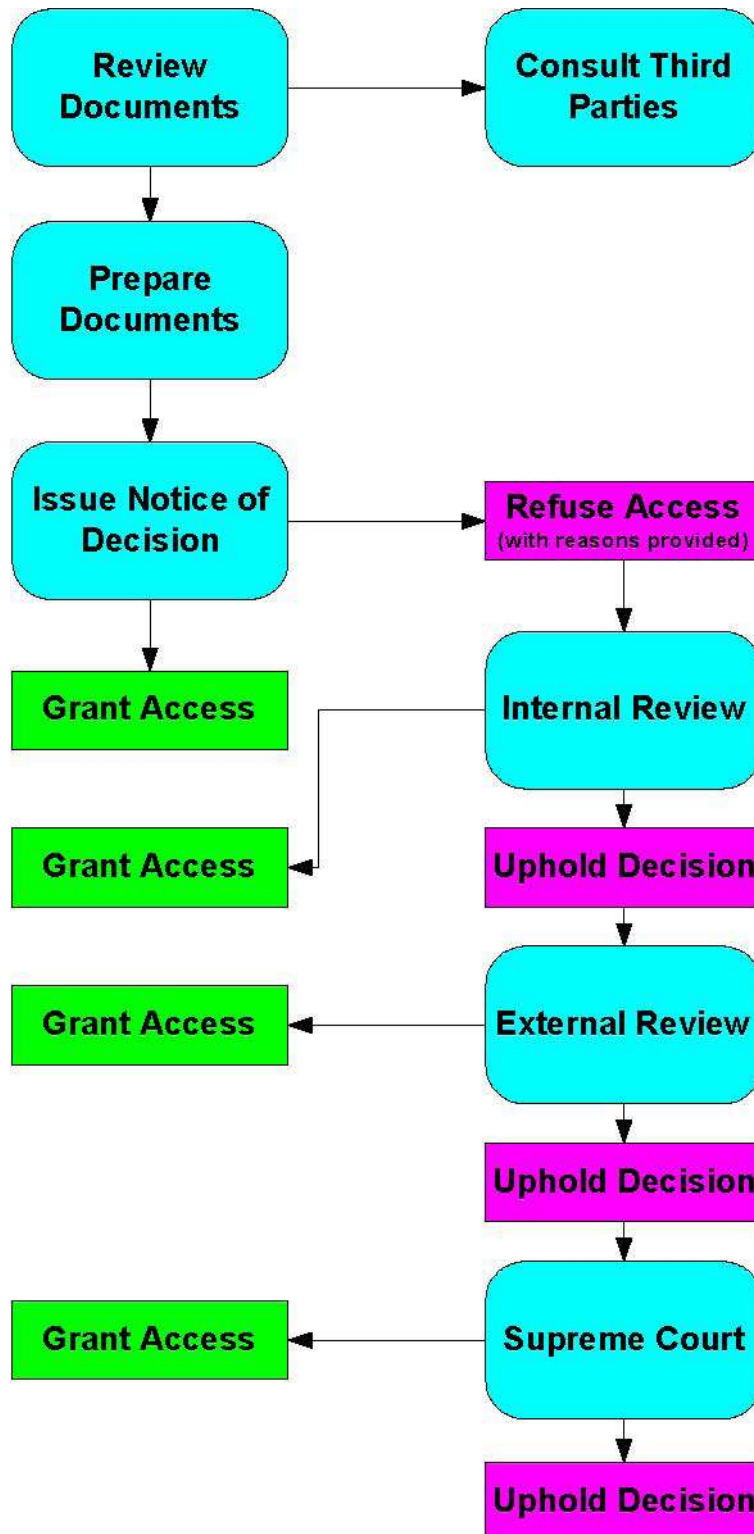 Review
Documents
Consult Third
Parties
Prepare
Documents
Issue Notice of
Decision
Refuse Access
(with reasons provided)
Grant Access
Internal Review
Grant Access
Uphold Decision
Grant Access
External Review
Uphold Decision
Grant Access
Supreme Court
Uphold Decision